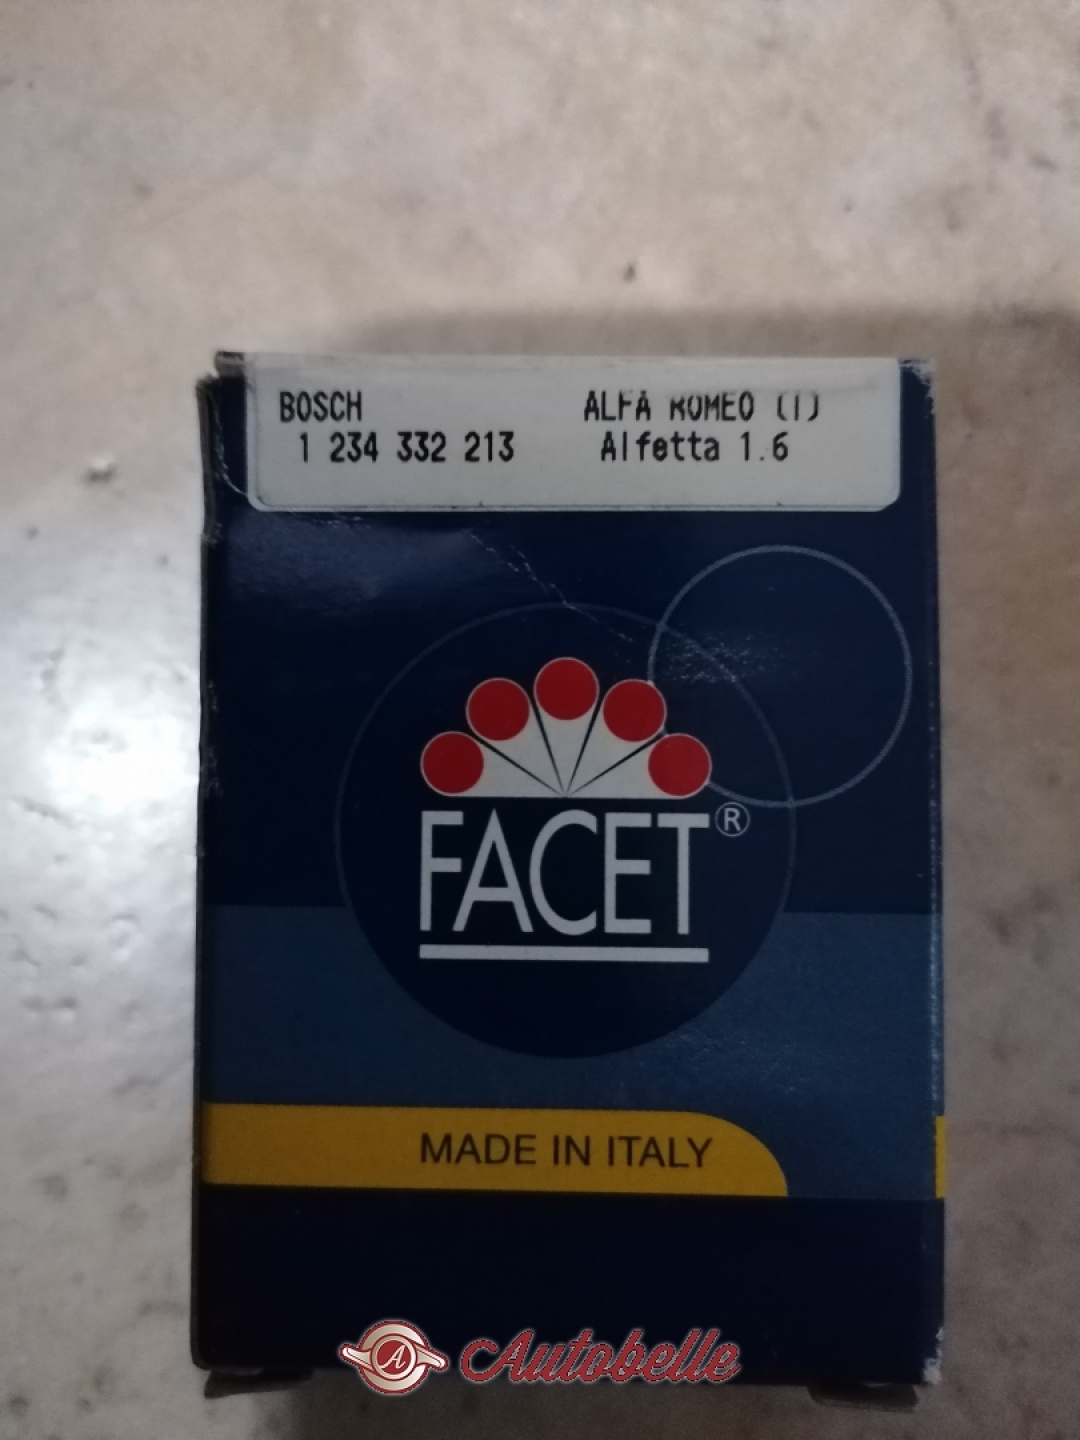 BOSCH ALFA ROMEO (I)
1 234 332 213 Alfetta 1.6
FACET®
MADE IN ITALY
A Autobelle